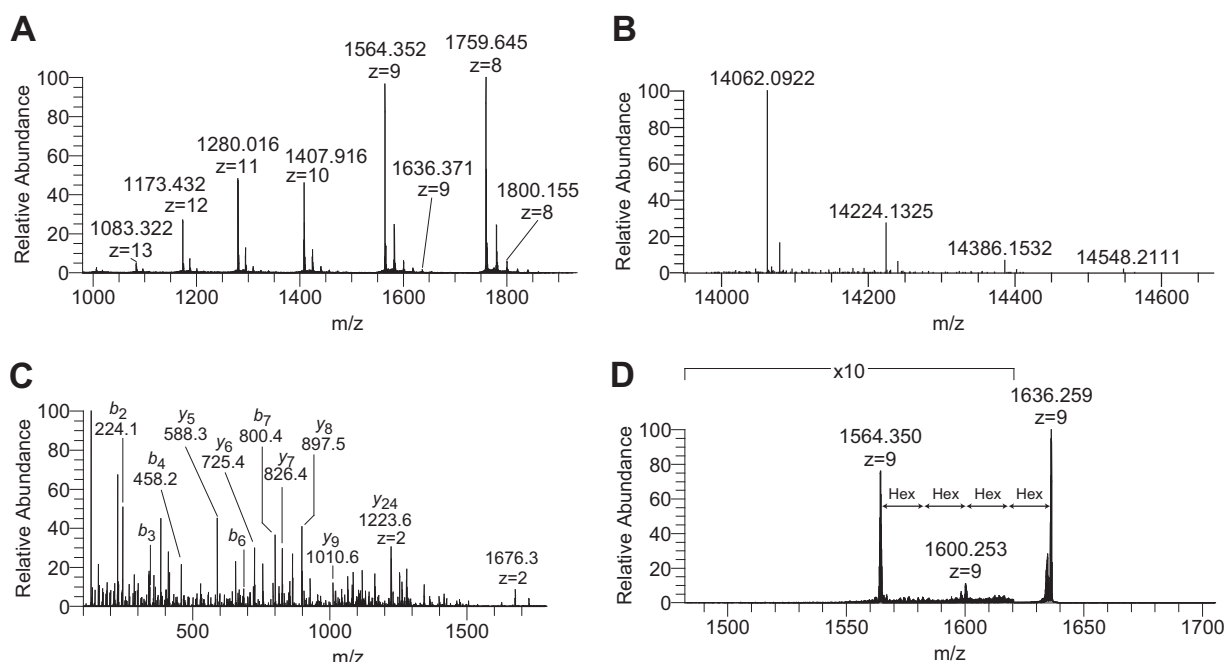 A
1564.352
z=9
1759.645
z=8
1280.016
z=11
1407.916
z=10
1636.371
z=9
1173.432
z=12
1800.155
z=8
1083.322
z=13
Relative Abundance
100
80
60
40
20
0
1000 1200 1400 1600 1800
m/z
B
14062.0922
14224.1325
14386.1532
14548.2111
Relative Abundance
100
80
60
40
20
0
14000 14200 14400 14600
m/z
C
b2
224.1
y5
588.3
b7
800.4
y8
897.5
b4
458.2
y6
725.4
y7
826.4
b3
b6
y9
1010.6
y24
1223.6
z=2
1676.3
z=2
Relative Abundance
100
80
60
40
20
0
500 1000 1500
m/z
D
x10
1636.259
z=9
1564.350
z=9
Hex Hex Hex Hex
1600.253
z=9
Relative Abundance
100
80
60
40
20
0
1500 1550 1600 1650 1700
m/z